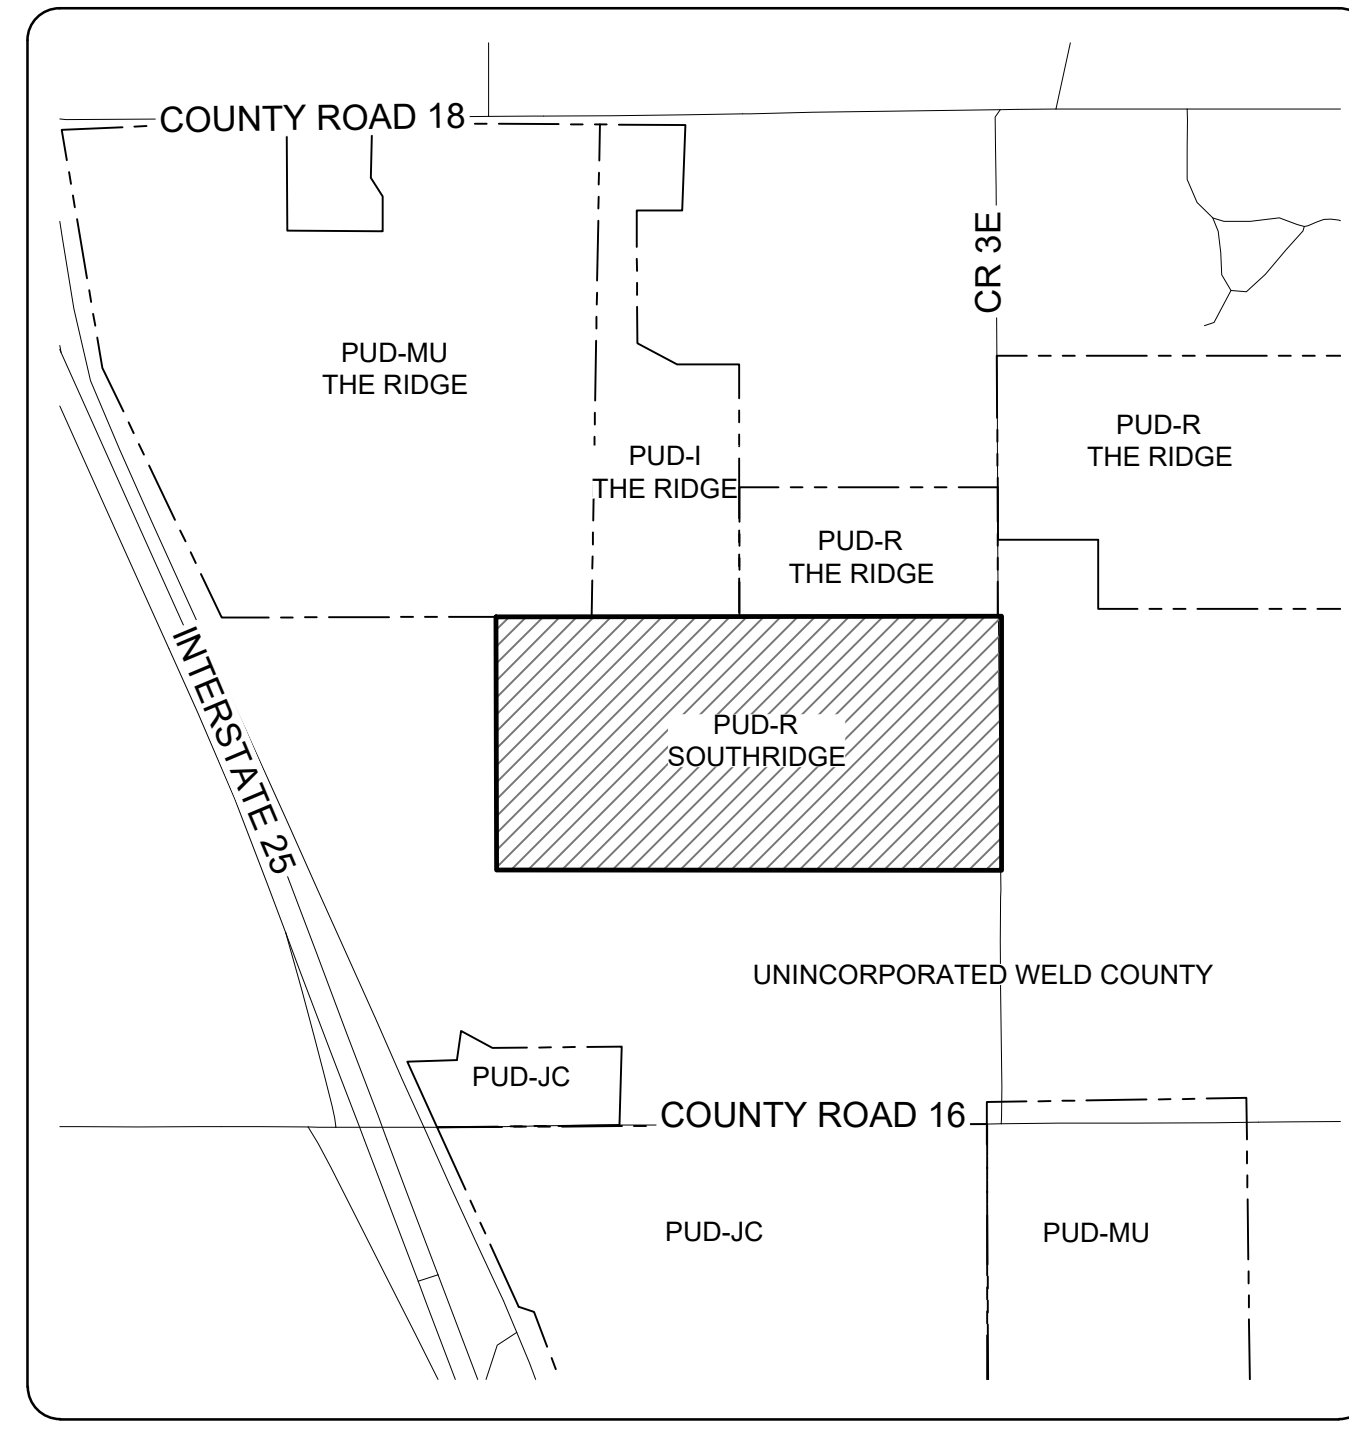 COUNTY ROAD 18
CR 3E
PUD-MU
THE RIDGE
PUD-R
THE RIDGE
PUD-I
THE RIDGE
PUD-R
THE RIDGE
INTERSTATE 25
PUD-R
SOUTHRIDGE
UNINCORPORATED WELD COUNTY
PUD-JC
COUNTY ROAD 16
PUD-JC
PUD-MU